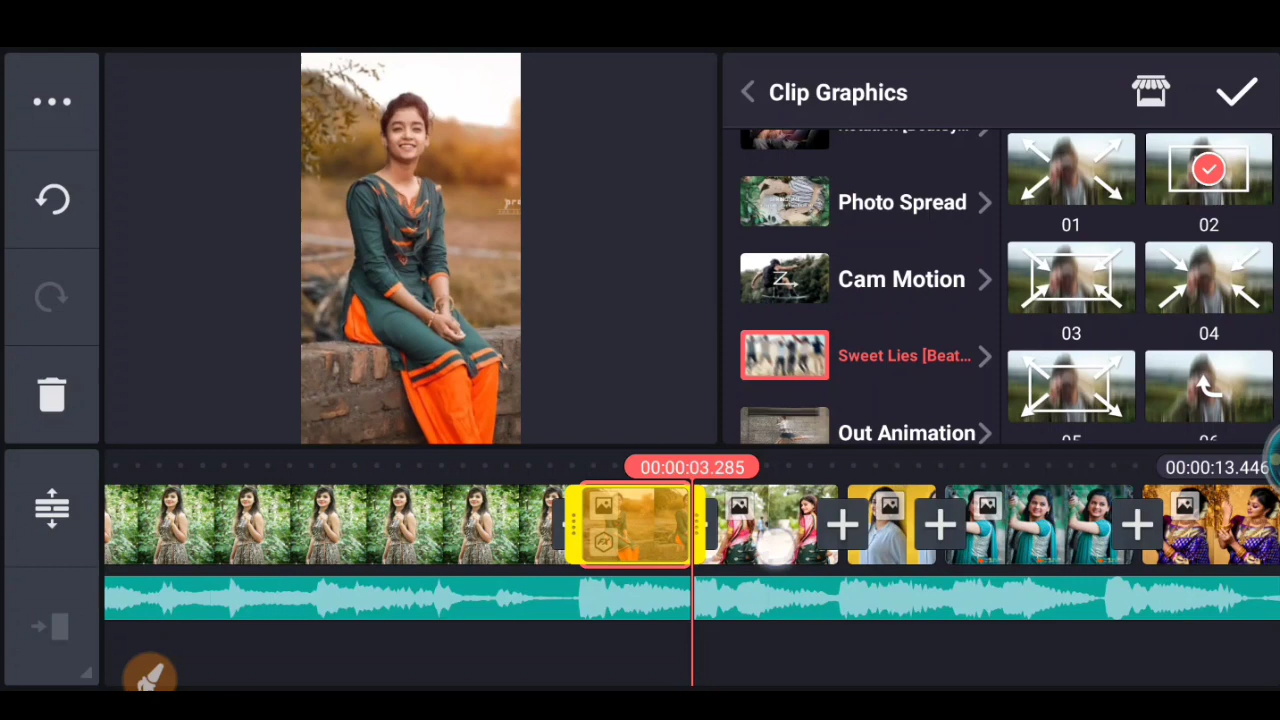 Clip Graphics
Photo Spread
Cam Motion
Sweet Lies [Beat...
Out Animation
01
02
03
04
06
00:00:03.285
00:00:13.446